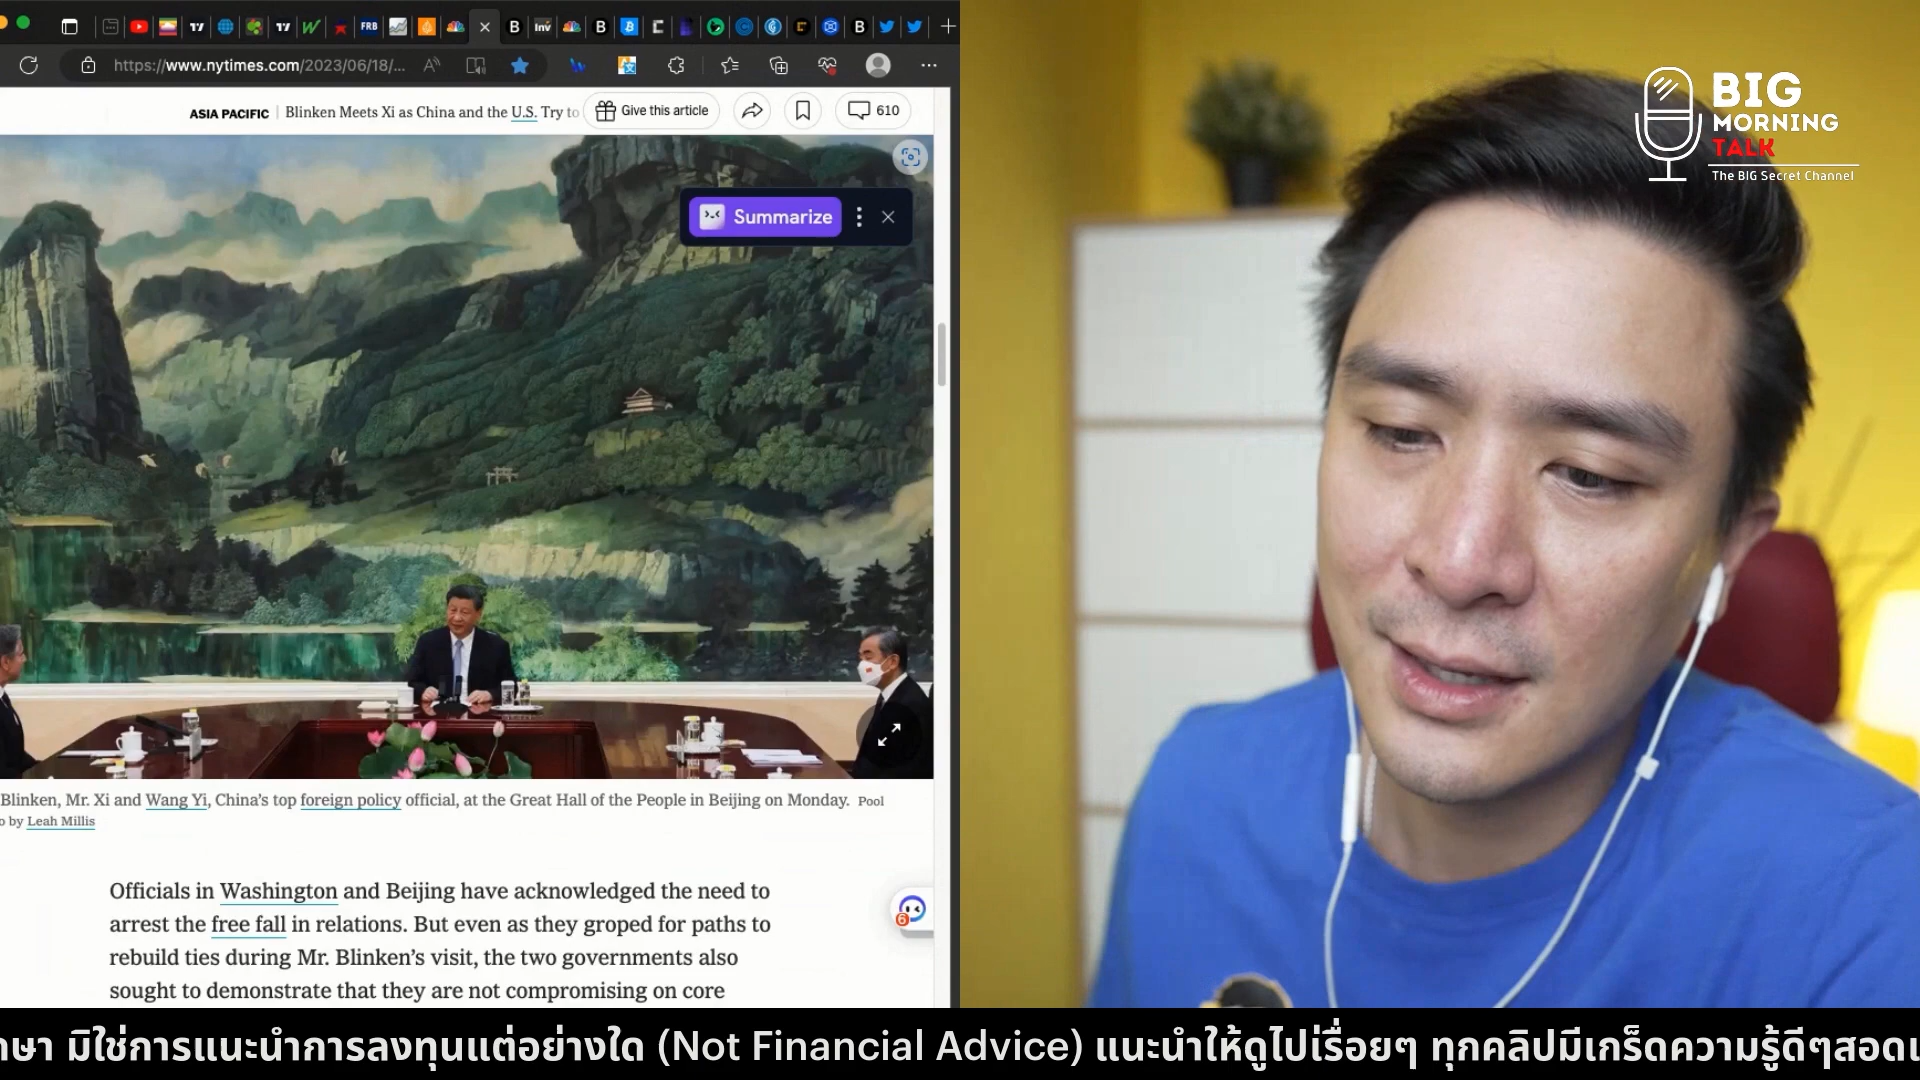 FRB
Inv
https://www.nytimes.com/2023/06/18/...
ASIA PACIFIC | Blinken Meets Xi as China and the U.S. Try to
Give this article
610
Summarize
Blinken, Mr. Xi and Wang Yi, China's top foreign policy official, at the Great Hall of the People in Beijing on Monday. Pool
o by Leah Millis
Officials in Washington and Beijing have acknowledged the need to
arrest the free fall in relations. But even as they groped for paths to
rebuild ties during Mr. Blinken's visit, the two governments also
sought to demonstrate that they are not compromising on core
6
BIG
MORNING
TALK
The BIG Secret Channel
มิใช่การแนะนำการลงทุนแต่อย่างใด (Not Financial Advice) แนะนำให้ดูไปเรื่อยๆ ทุกคลิปมีเกร็ดความรู้ดีๆสอด